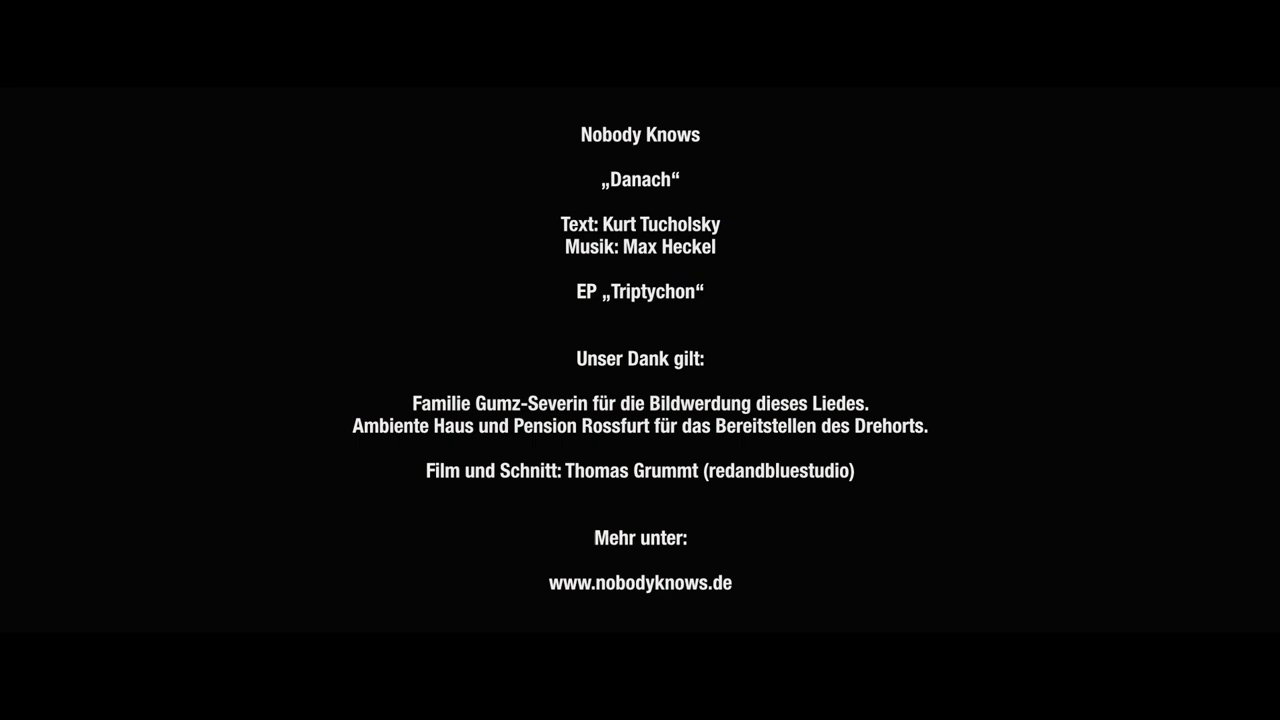 Nobody Knows
„Danach“
Text: Kurt Tucholsky
Musik: Max Heckel
EP „Triptychon“
Unser Dank gilt:
Familie Gumz-Severin für die Bildwerdung dieses Liedes.
Ambiente Haus und Pension Rossfurt für das Bereitstellen des Drehorts.
Film und Schnitt: Thomas Grummt (redandbluestudio)
Mehr unter:
www.nobodyknows.de